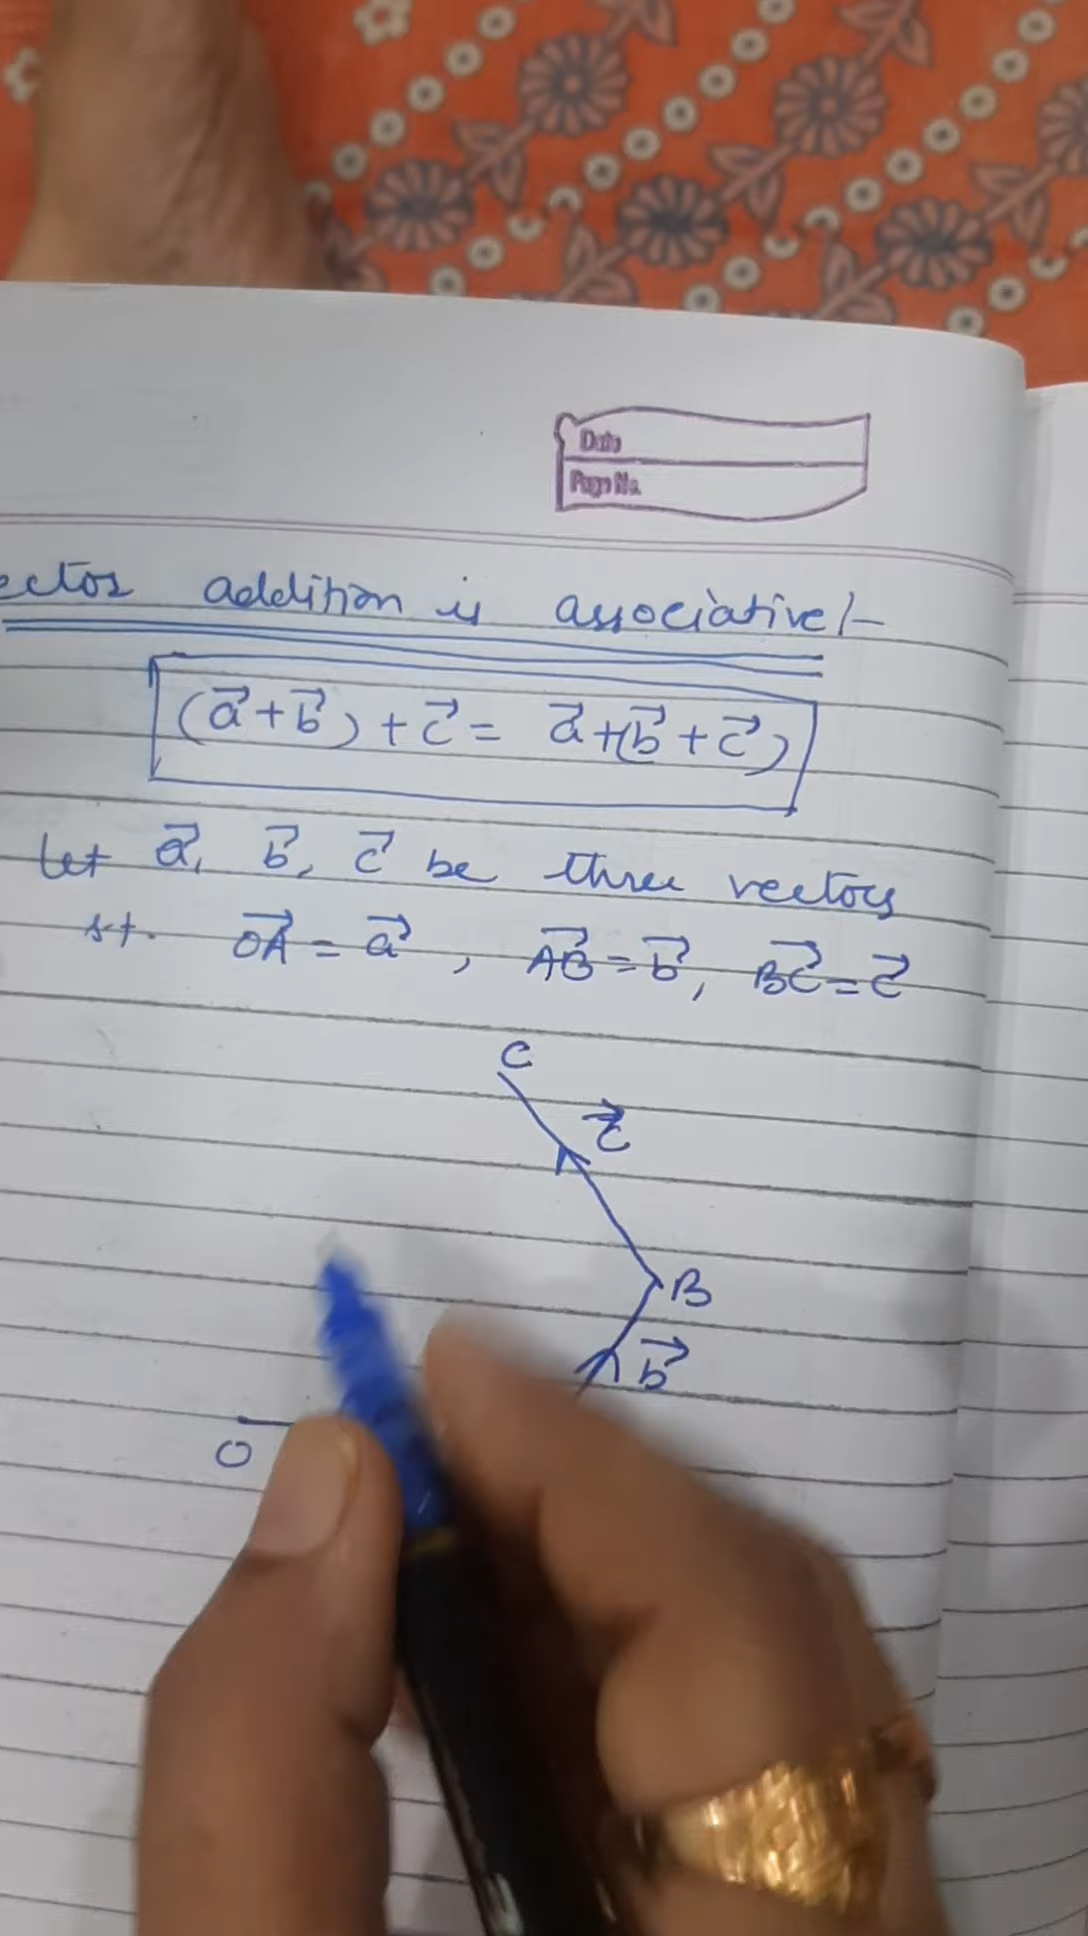 Date
Page No.
ector addition is associative/-
(a⃗+b⃗)+c⃗= a⃗+(b⃗+c⃗)
let a⃗, b⃗, c⃗ be three vectors
s.t. OA⃗ = a⃗, AB⃗ = b⃗, BC⃗ = c⃗
C
c⃗
B
b⃗
O